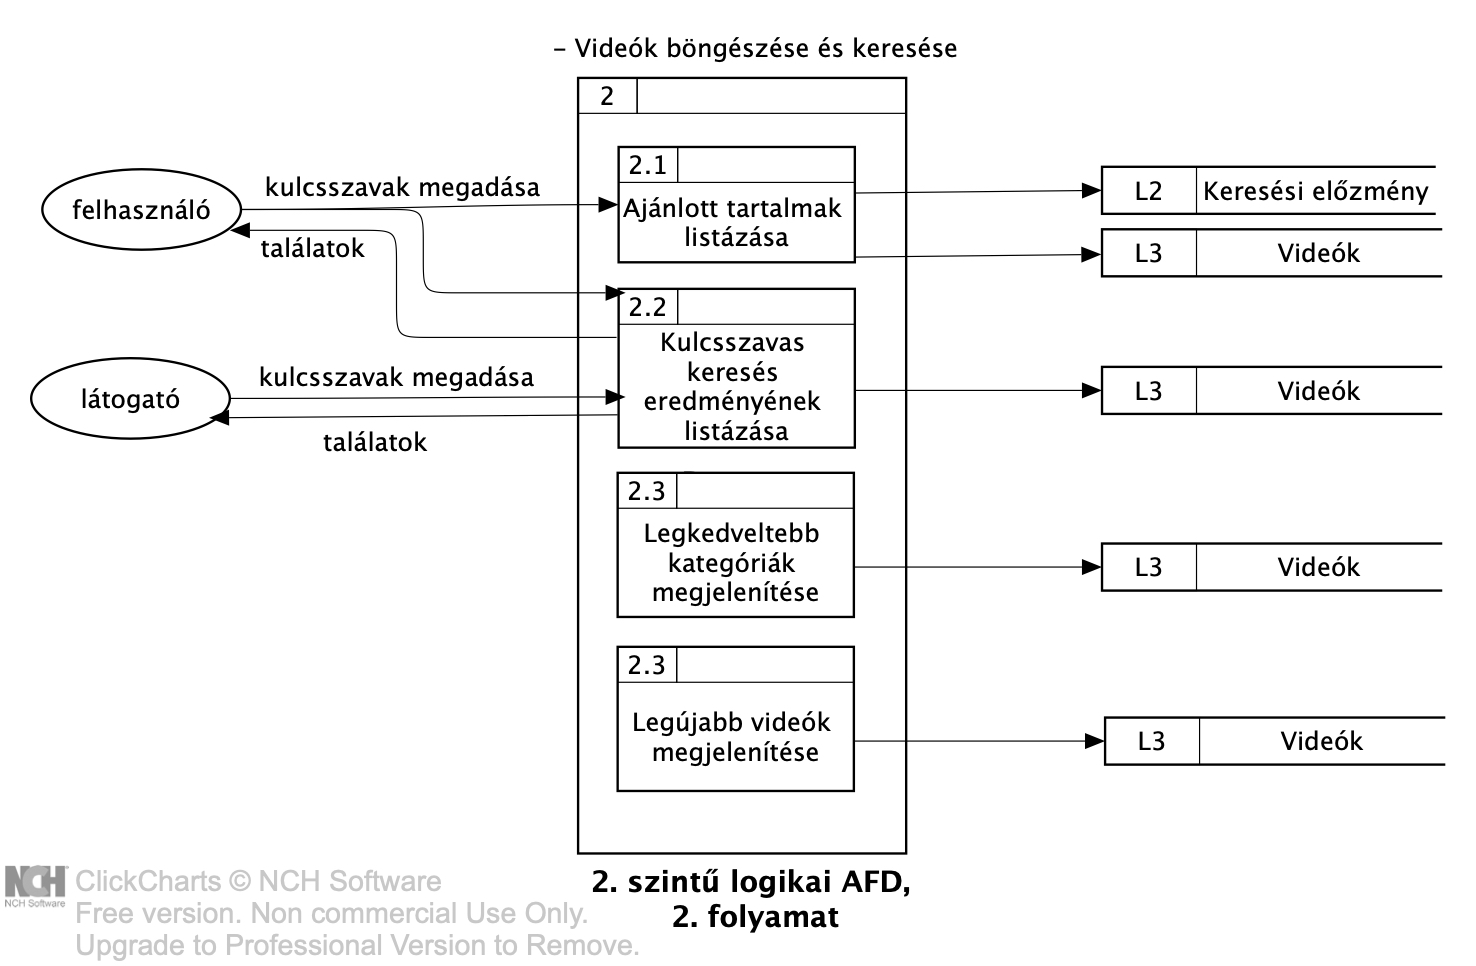 – Videók böngészése és keresése
2
felhasználó
kulcsszavak megadása
találatok
látogató
kulcsszavak megadása
találatok
2.1
Ajánlott tartalmak
listázása
2.2
Kulcsszavas
keresés
eredményének
listázása
2.3
Legkedveltebb
kategóriák
megjelenítése
2.3
Legújabb videók
megjelenítése
L2 Keresési előzmény
L3 Videók
L3 Videók
L3 Videók
L3 Videók
2. szintű logikai AFD,
2. folyamat
NCH
NCH Software
ClickCharts © NCH Software
Free version. Non commercial Use Only.
Upgrade to Professional Version to Remove.